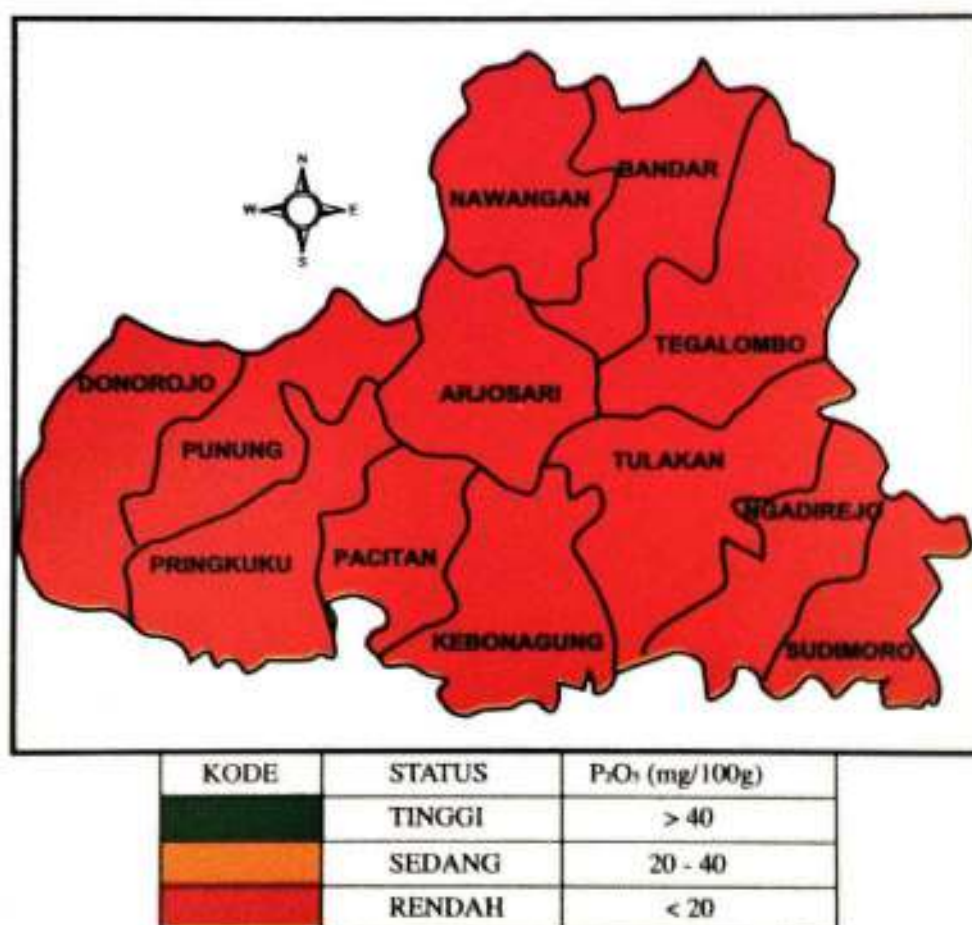 BANDAR
N
NAWANGAN
W E
S
TEGALOMBO
DONOROJO
ARJOSARI
PUNUNG
TULAKAN
NGADIREJO
PRINGKUKU
PACITAN
KEBONAGUNG
SUDIMORO
KODE STATUS P₂O₅ (mg/100g)
TINGGI > 40
SEDANG 20 - 40
RENDAH < 20